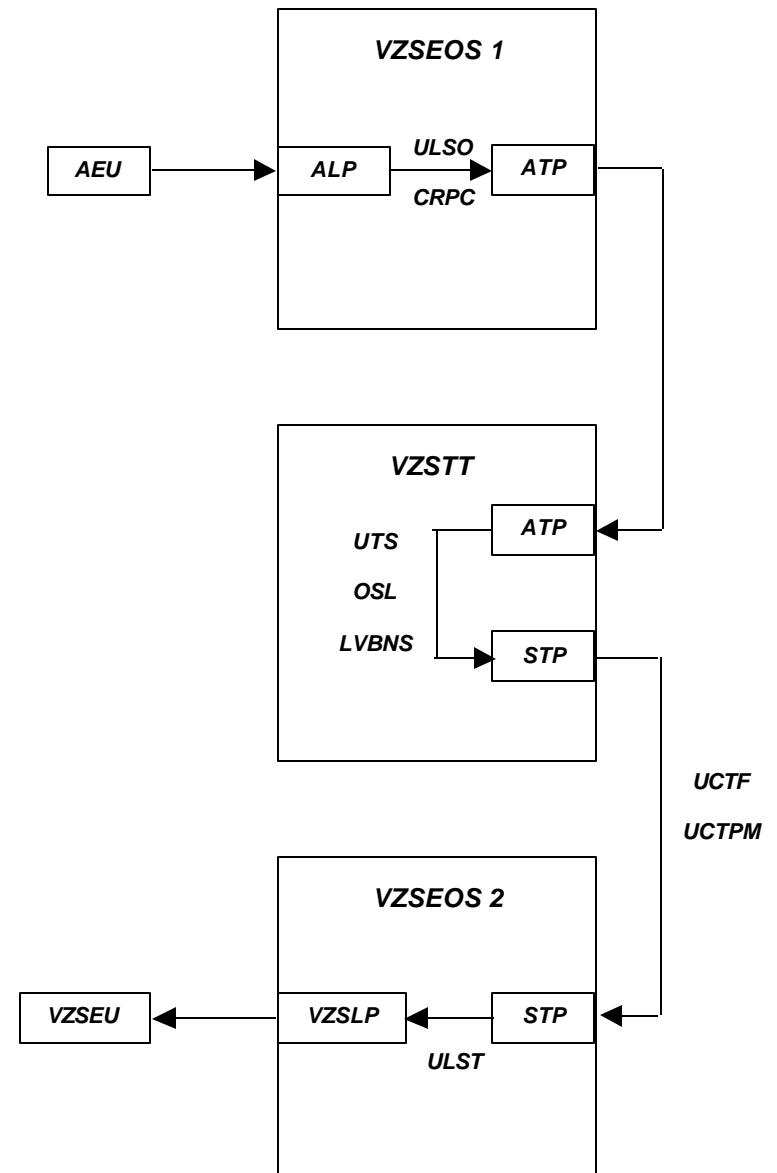 VZSEOS 1
AEU
ALP
ULSO
CRPC
ATP
VZSTT
ATP
UTS
OSL
LVBNS
STP
UCTF
UCTPM
VZSEOS 2
VZSEU
VZSLP
STP
ULST